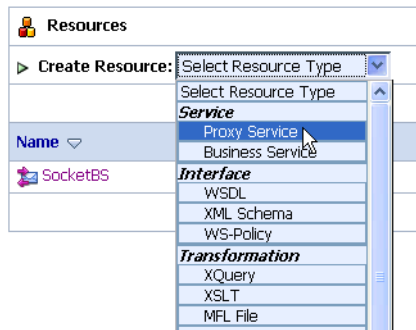 Resources
Create Resource: Select Resource Type
Select Resource Type
Service
Proxy Service
Business Service
Name
Interface
SocketBS
WSDL
XML Schema
WS-Policy
Transformation
XQuery
XSLT
MFL File